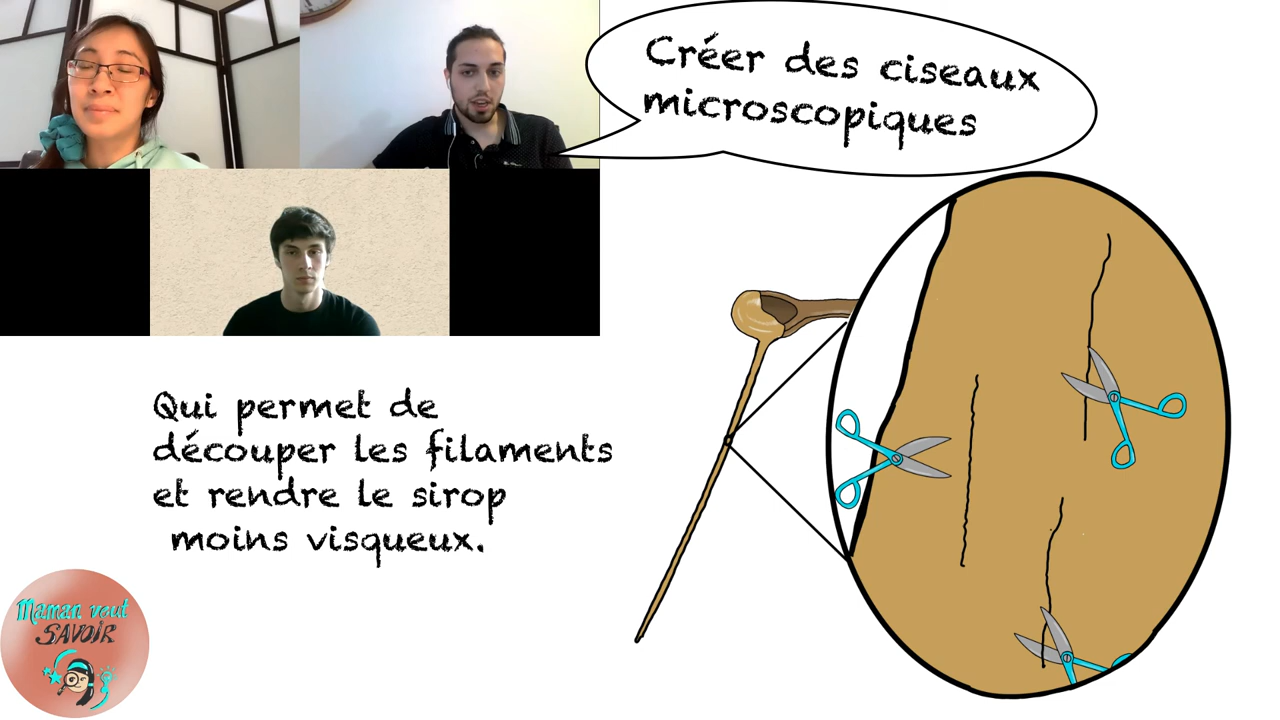 Créer des ciseaux
microscopiques
Qui permet de
découper les filaments
et rendre le sirop
moins visqueux.
Maman veut
SAVOIR